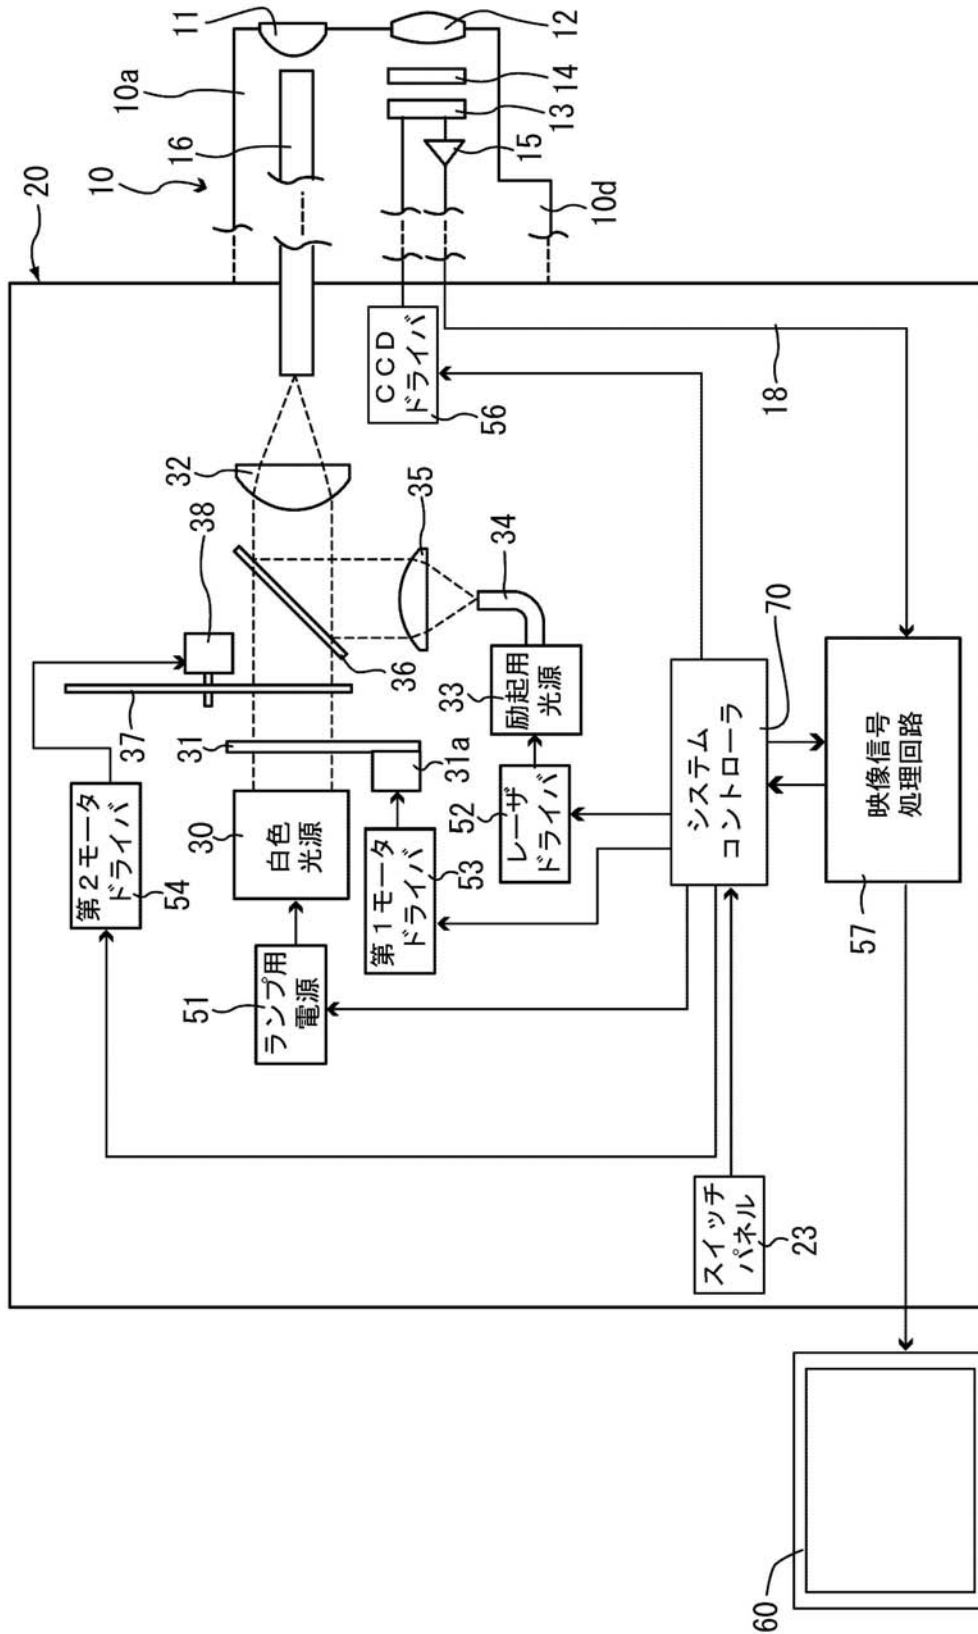 20
10
10a
11
16
12
14
13
15
10d
32
38
37
36
35
34
31
31a
30
白色
光源
第2モータ
ドライバ
54
51
ランプ用
電源
第1モータ
ドライバ
53
52
レーザ
ドライバ
33
励起用
光源
CCD
ドライバ
56
18
70
システム
コントローラ
スイッチ
パネル
23
映像信号
処理回路
57
60